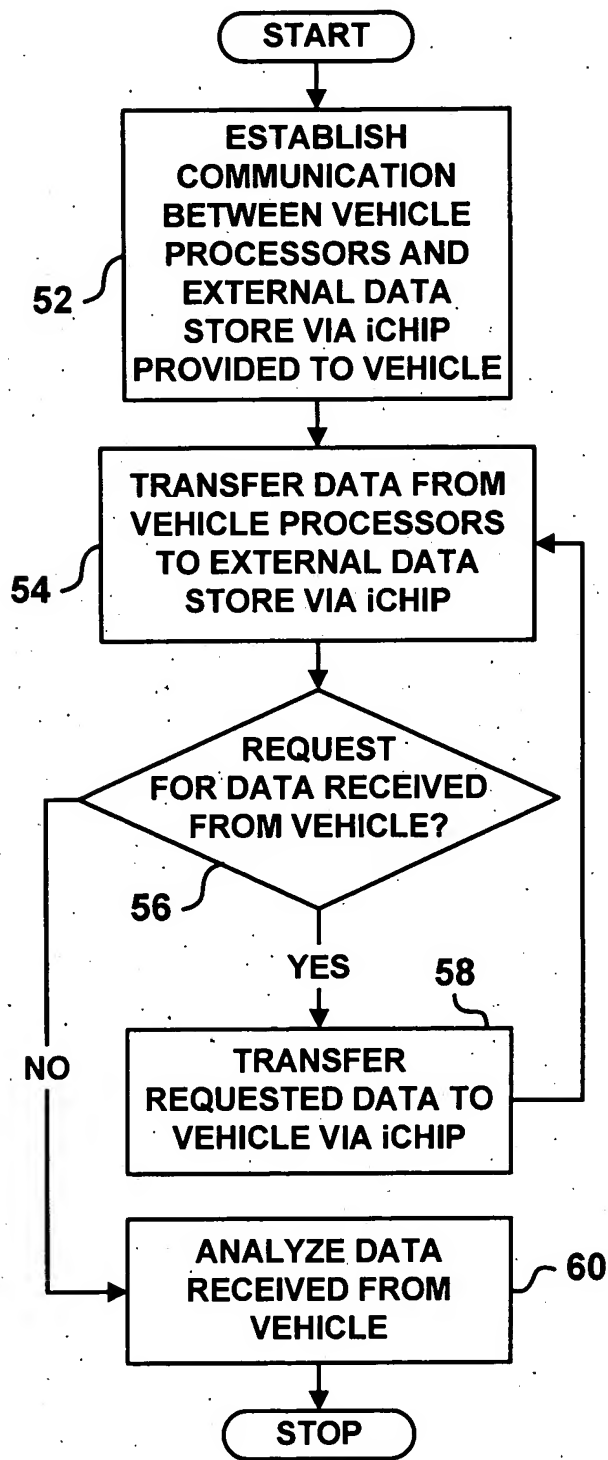 START
ESTABLISH
COMMUNICATION
BETWEEN VEHICLE
PROCESSORS AND
EXTERNAL DATA
STORE VIA iCHIP
PROVIDED TO VEHICLE
52
TRANSFER DATA FROM
VEHICLE PROCESSORS
TO EXTERNAL DATA
STORE VIA iCHIP
54
REQUEST
FOR DATA RECEIVED
FROM VEHICLE?
56
YES
58
NO
TRANSFER
REQUESTED DATA TO
VEHICLE VIA iCHIP
ANALYZE DATA
RECEIVED FROM
VEHICLE
60
STOP